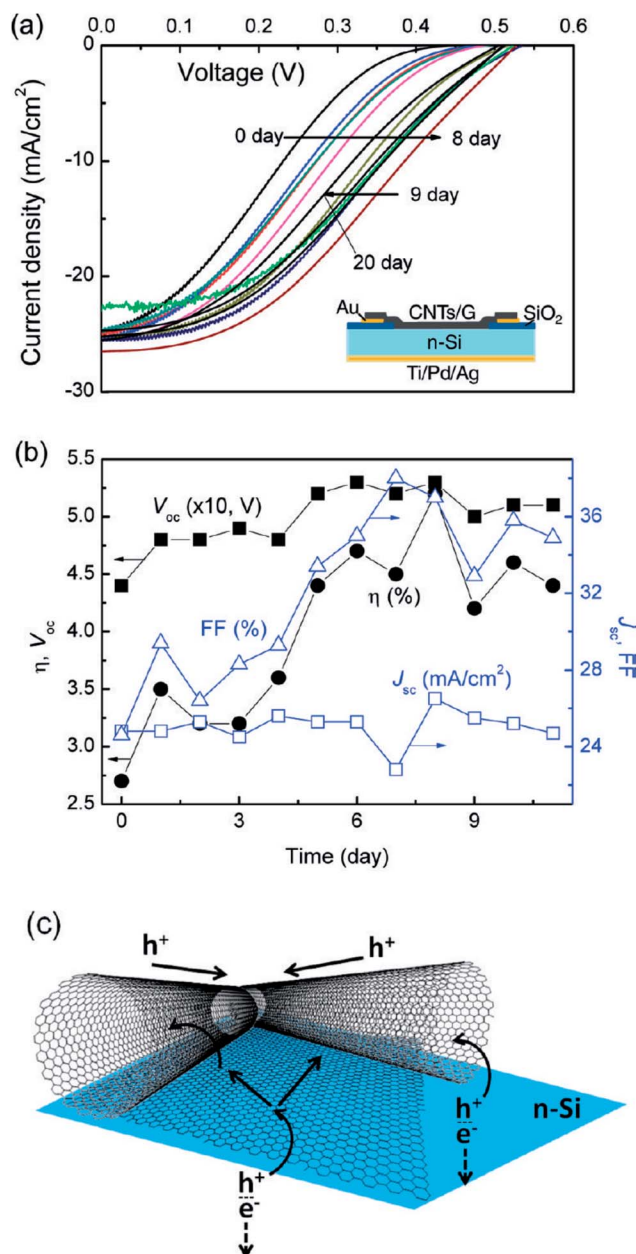 (a)
0.0 0.1 0.2 0.3 0.4 0.5 0.6
Voltage (V)
0
-10
-20
-30
Current density (mA/cm²)
0 day
8 day
9 day
20 day
Au
CNTs/G
SiO₂
n-Si
Ti/Pd/Ag
(b)
5.5
5.0
4.5
4.0
3.5
3.0
2.5
η, Voc
Voc (x10, V)
FF (%)
η (%)
Jsc (mA/cm²)
36
32
28
24
Jsc, FF
0 3 6 9
Time (day)
(c)
h⁺
h⁺
h⁺
e⁻
n-Si
h⁺
e⁻